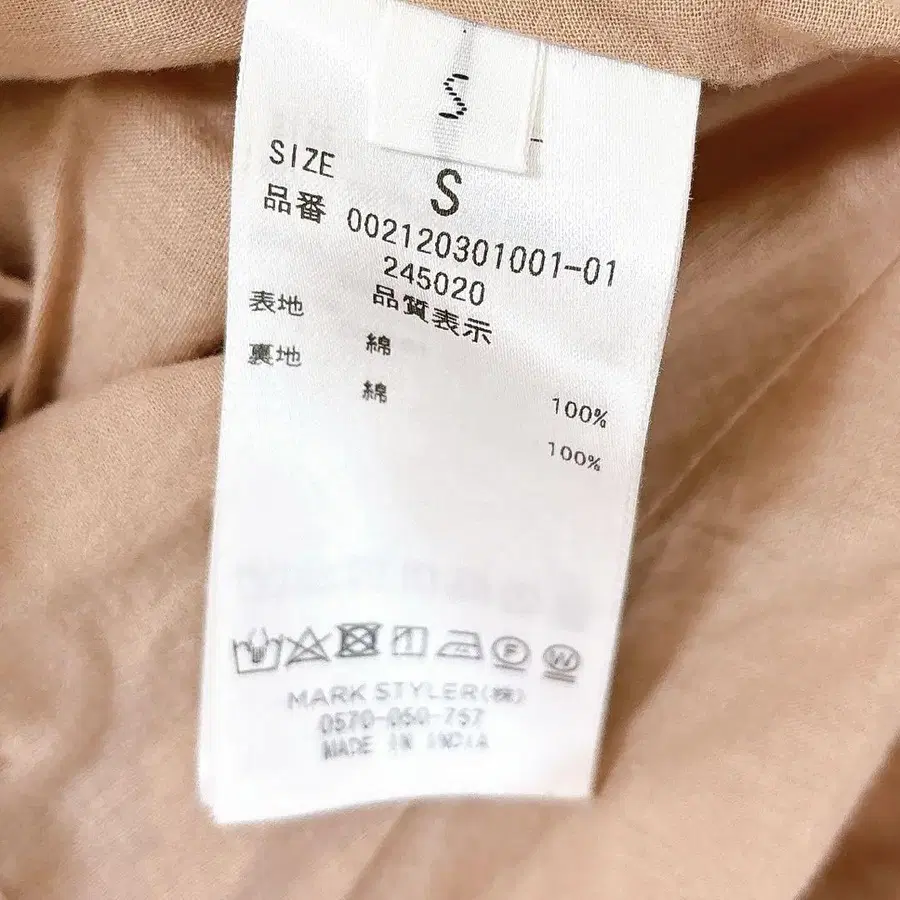 S
SIZE S
品番 002120301001-01
245020
品質表示
表地 綿 100%
裏地 綿 100%
F W
MARK STYLER(株)
0570-050-757
MADE IN INDIA